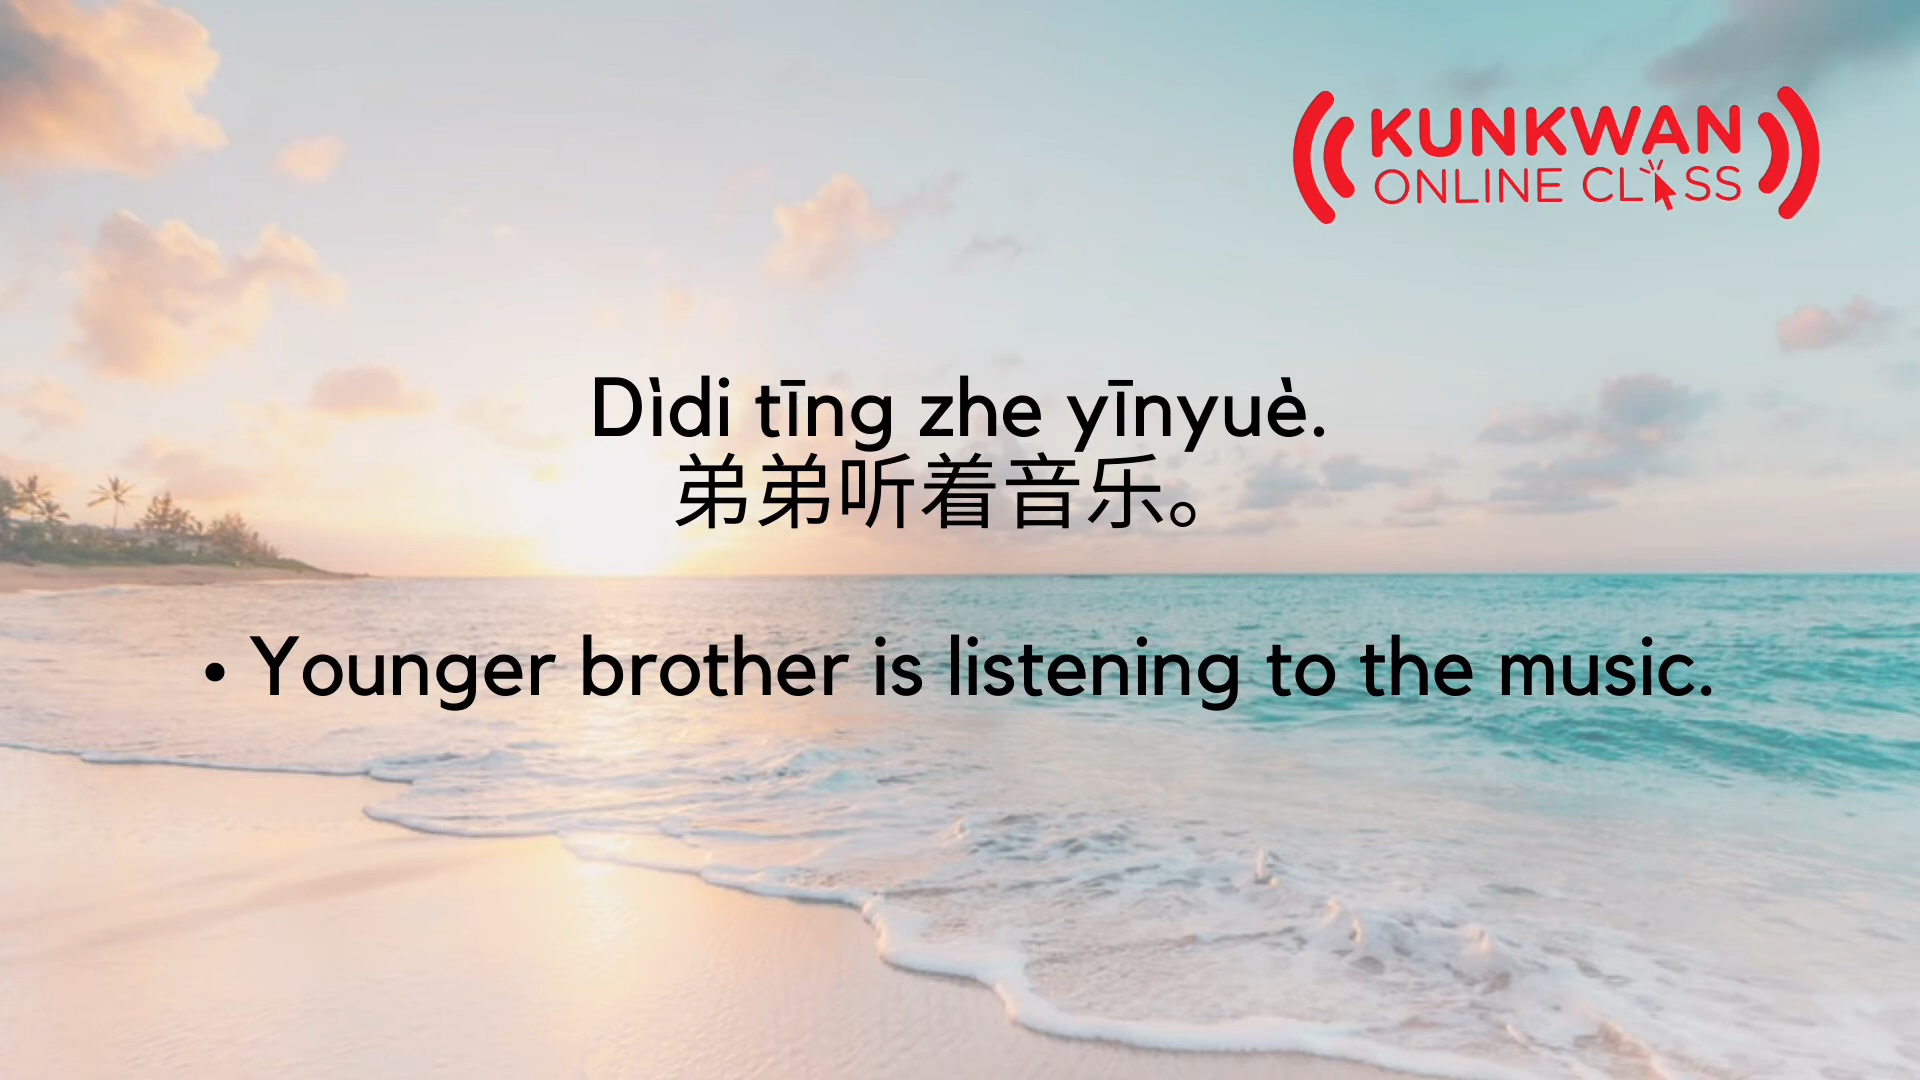 KUNKWAN
ONLINE CLASS
Dìdi tīng zhe yīnyuè.
弟弟听着音乐。
• Younger brother is listening to the music.